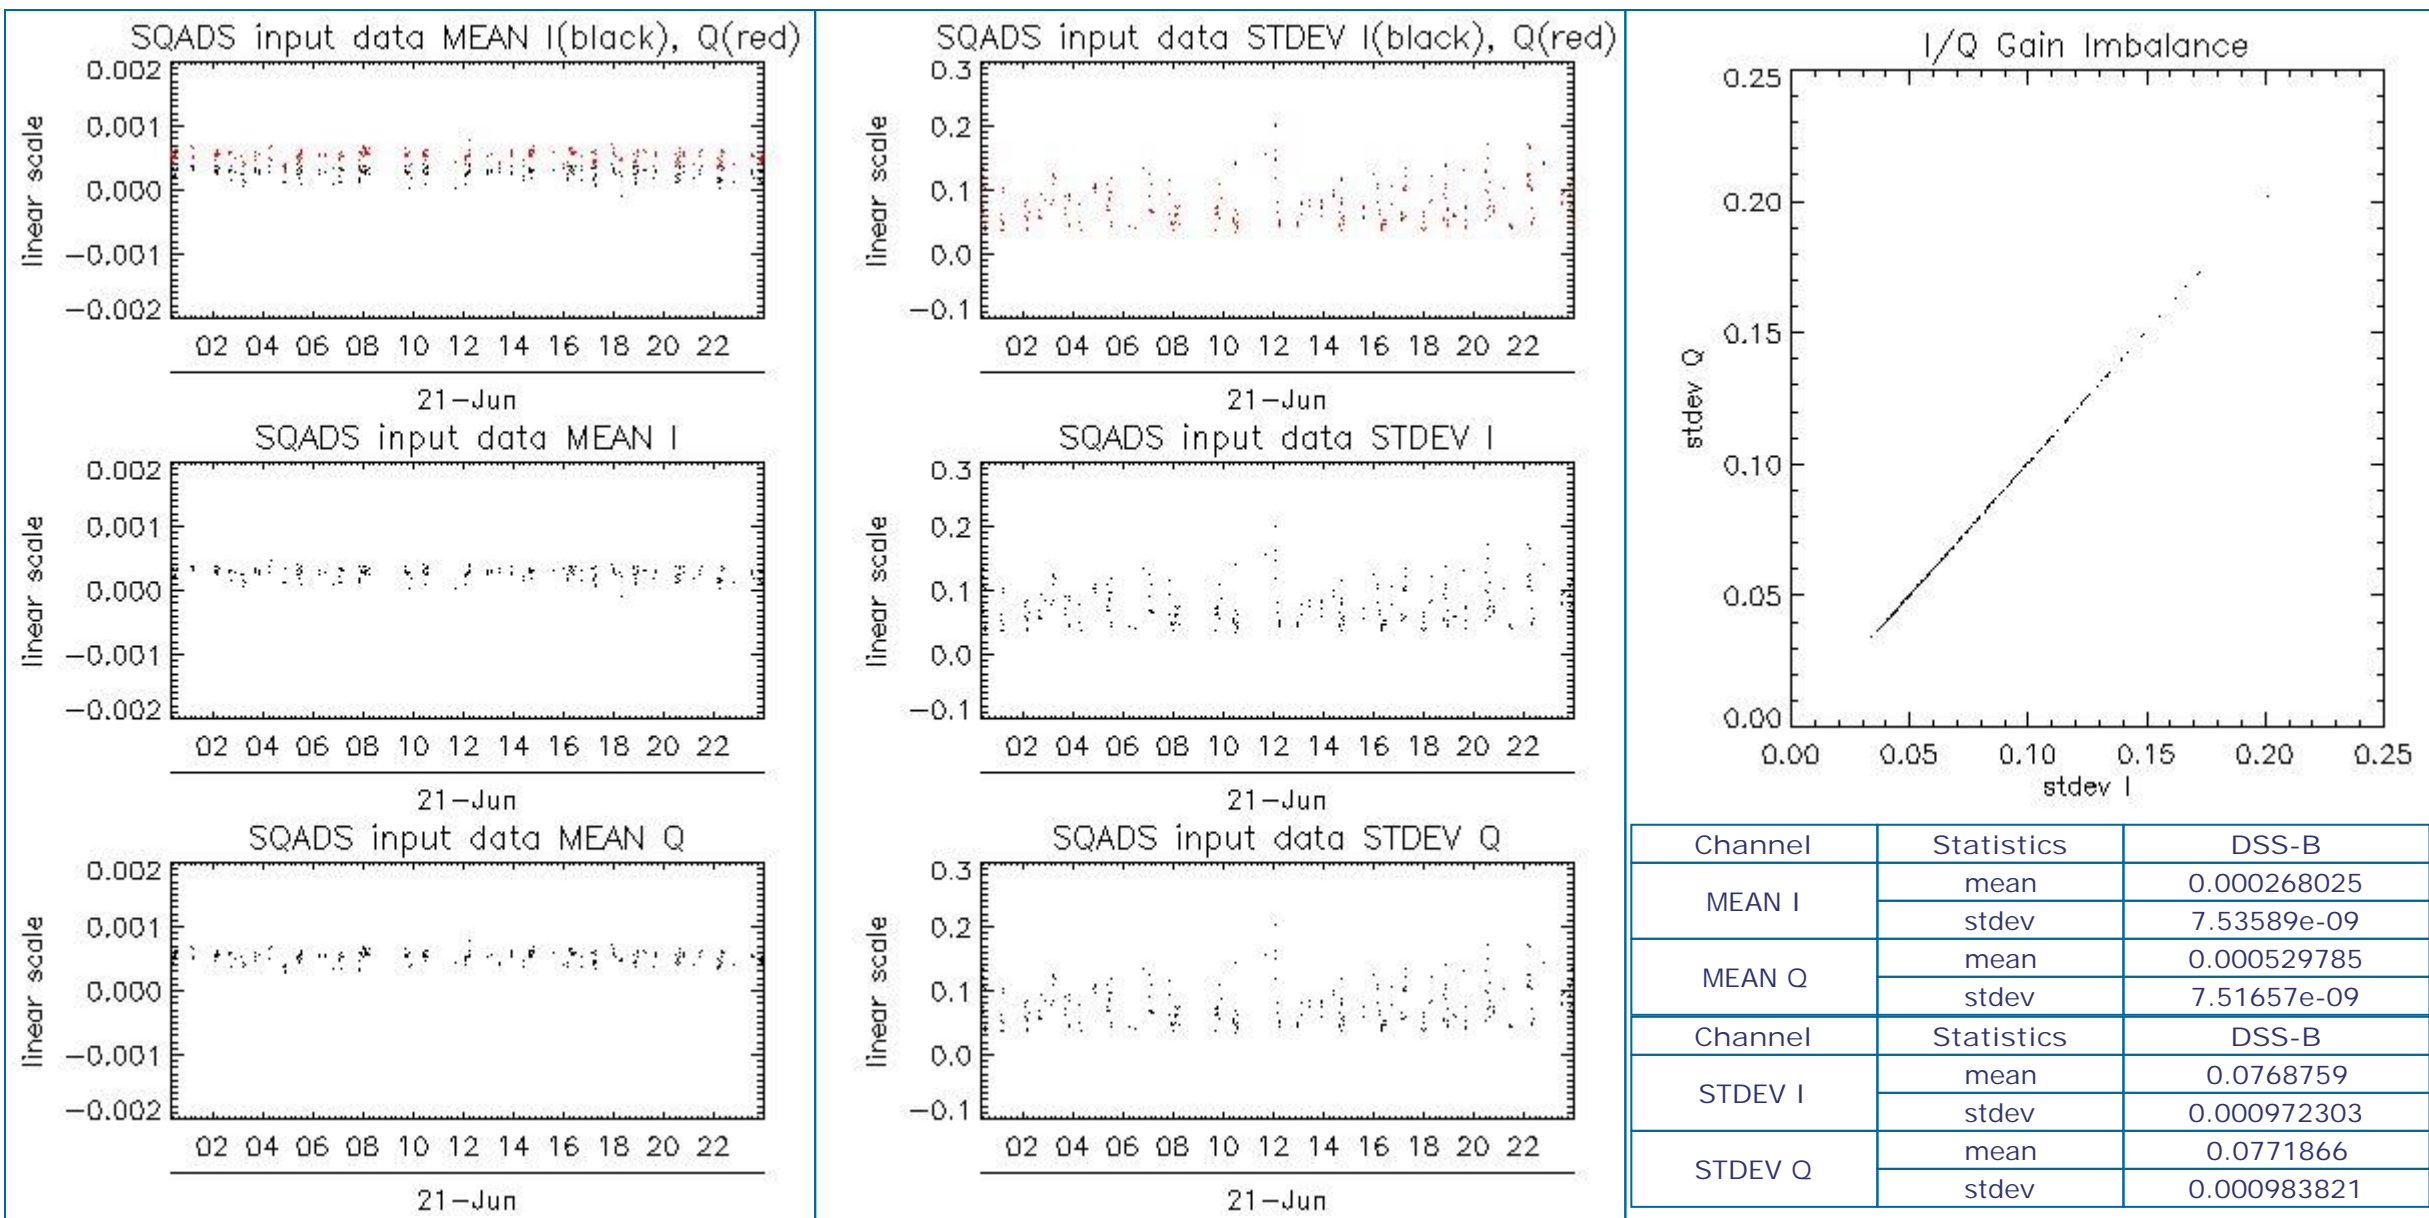 SQADS input data MEAN I(black), Q(red)
0.002
0.001
0.000
-0.001
-0.002
linear scale
02 04 06 08 10 12 14 16 18 20 22
21-Jun
SQADS input data MEAN I
0.002
0.001
0.000
-0.001
-0.002
linear scale
02 04 06 08 10 12 14 16 18 20 22
21-Jun
SQADS input data MEAN Q
0.002
0.001
0.000
-0.001
-0.002
linear scale
02 04 06 08 10 12 14 16 18 20 22
21-Jun
SQADS input data STDEV I(black), Q(red)
0.3
0.2
0.1
0.0
-0.1
linear scale
02 04 06 08 10 12 14 16 18 20 22
21-Jun
SQADS input data STDEV I
0.3
0.2
0.1
0.0
-0.1
linear scale
02 04 06 08 10 12 14 16 18 20 22
21-Jun
SQADS input data STDEV Q
0.3
0.2
0.1
0.0
-0.1
linear scale
02 04 06 08 10 12 14 16 18 20 22
21-Jun
I/Q Gain Imbalance
0.25
0.20
0.15
0.10
0.05
0.00
stdev Q
0.00 0.05 0.10 0.15 0.20 0.25
stdev I
Channel Statistics DSS-B
MEAN I mean 0.000268025
stdev 7.53589e-09
MEAN Q mean 0.000529785
stdev 7.51657e-09
Channel Statistics DSS-B
STDEV I mean 0.0768759
stdev 0.000972303
STDEV Q mean 0.0771866
stdev 0.000983821